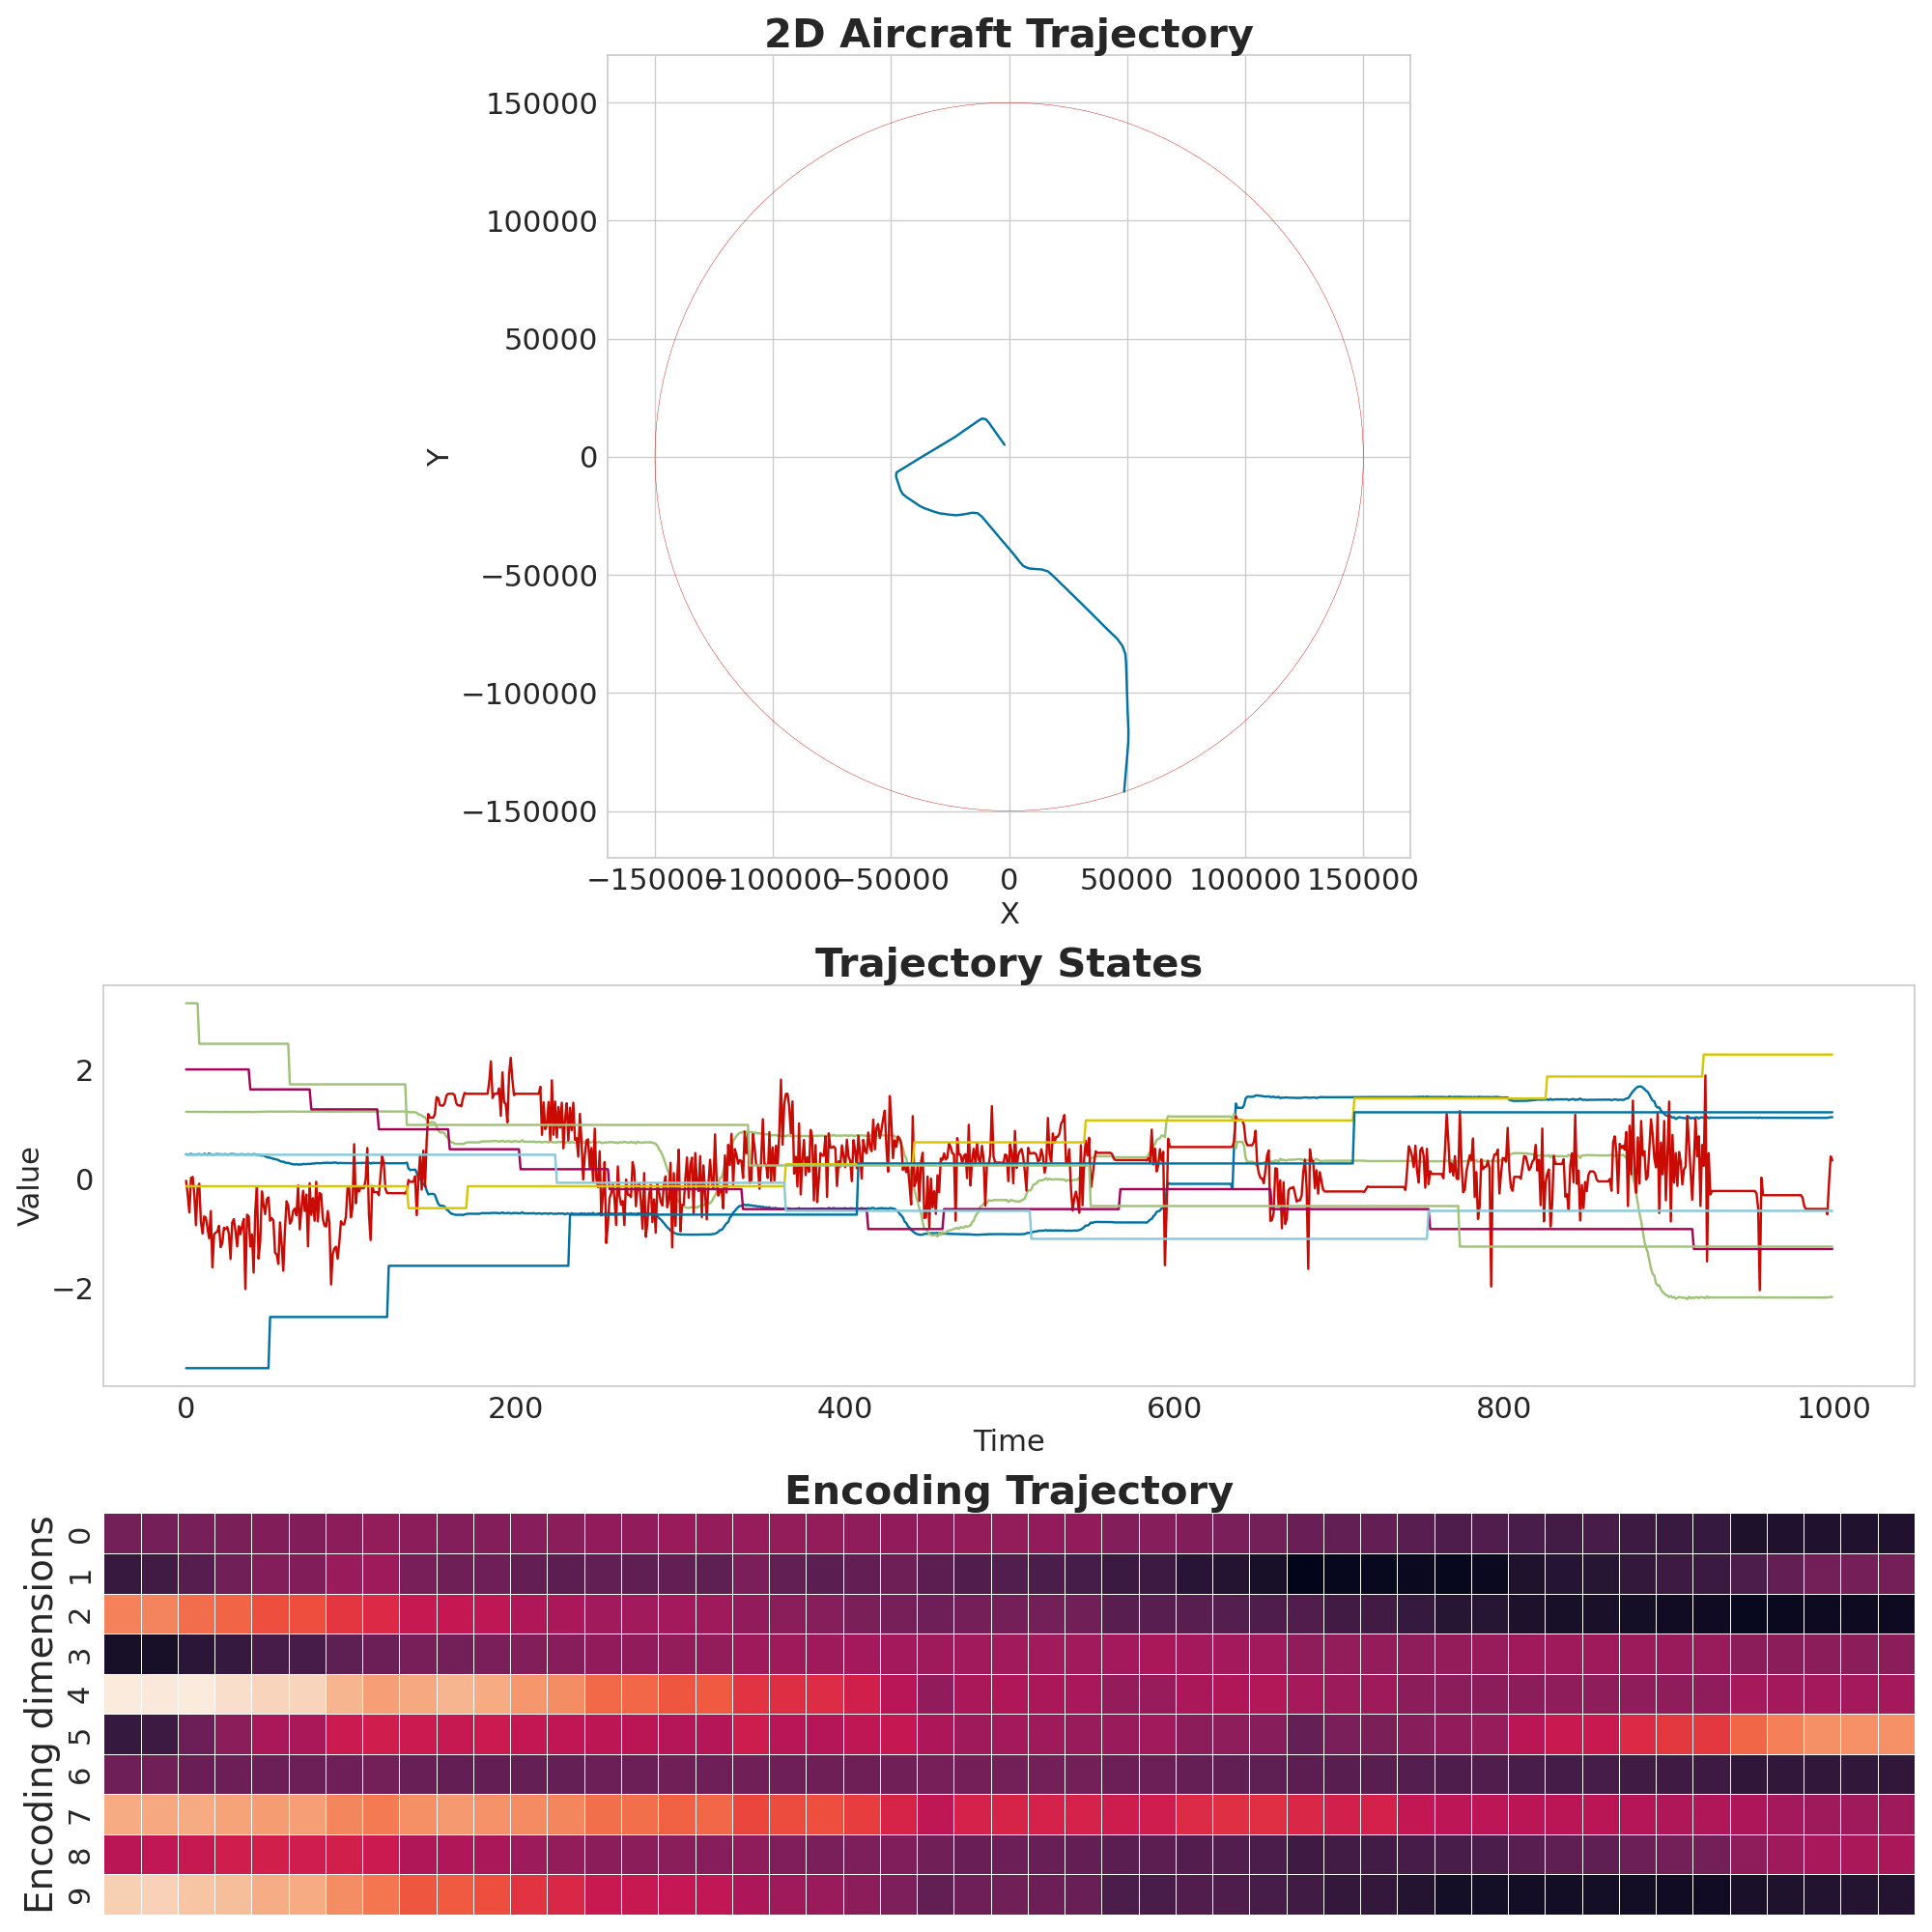 2D Aircraft Trajectory
150000
100000
50000
0
−50000
−100000
−150000
Y
−150000 −100000 −50000 0 50000 100000 150000
X
Trajectory States
2
0
−2
Value
0 200 400 600 800 1000
Time
Encoding Trajectory
0
1
2
3
4
5
6
7
8
9
Encoding dimensions